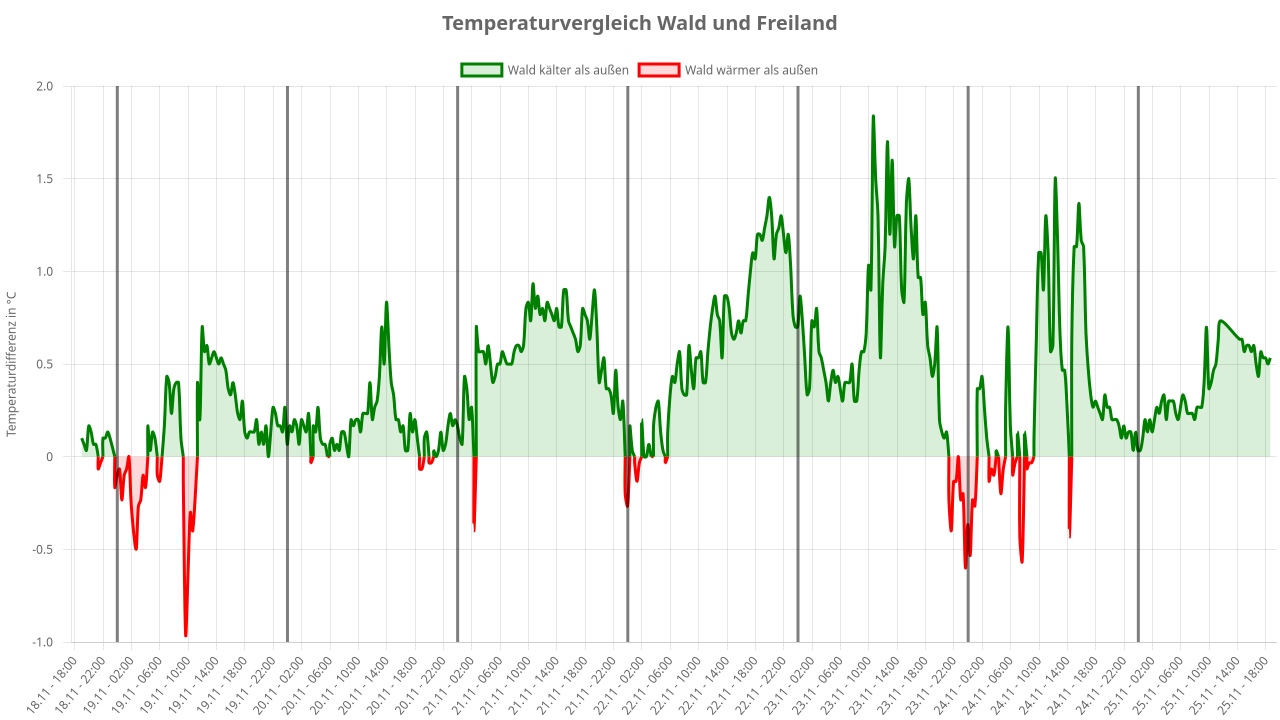 Temperaturvergleich Wald und Freiland
Wald kälter als außen
Wald wärmer als außen
Temperaturdifferenz in °C
2.0
1.5
1.0
0.5
0
-0.5
-1.0
18.11 - 18:00
18.11 - 22:00
19.11 - 02:00
19.11 - 06:00
19.11 - 10:00
19.11 - 14:00
19.11 - 18:00
19.11 - 22:00
20.11 - 02:00
20.11 - 06:00
20.11 - 10:00
20.11 - 14:00
20.11 - 18:00
20.11 - 22:00
21.11 - 02:00
21.11 - 06:00
21.11 - 10:00
21.11 - 14:00
21.11 - 18:00
21.11 - 22:00
22.11 - 02:00
22.11 - 06:00
22.11 - 10:00
22.11 - 14:00
22.11 - 18:00
22.11 - 22:00
23.11 - 02:00
23.11 - 06:00
23.11 - 10:00
23.11 - 14:00
23.11 - 18:00
23.11 - 22:00
24.11 - 02:00
24.11 - 06:00
24.11 - 10:00
24.11 - 14:00
24.11 - 18:00
24.11 - 22:00
25.11 - 02:00
25.11 - 06:00
25.11 - 10:00
25.11 - 14:00
25.11 - 18:00